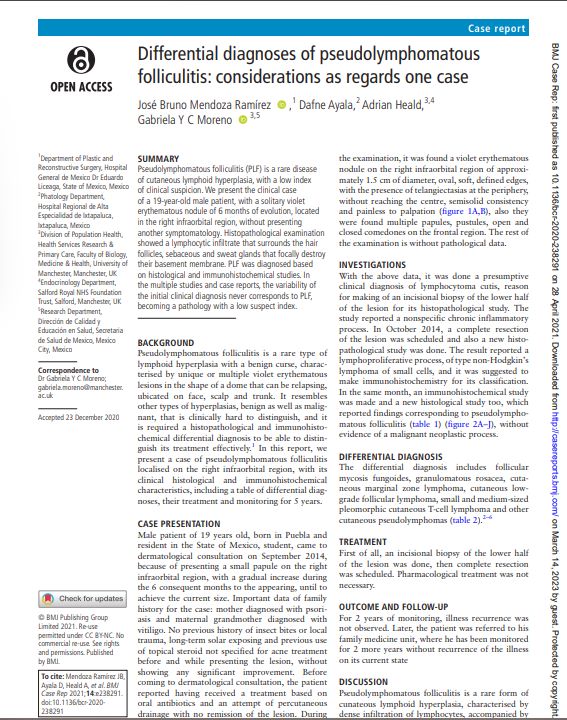 Case report
Differential diagnoses of pseudolymphomatous
folliculitis: considerations as regards one case
OPEN ACCESS
José Bruno Mendoza Ramírez ,1 Dafne Ayala,2 Adrian Heald,3,4
Gabriela Y C Moreno 3,5
1Department of Plastic and
Reconstructive Surgery, Hospital
General de Mexico Dr Eduardo
Liceaga, State of Mexico, Mexico
2Phatology Department,
Hospital Regional de Alta
Especialidad de Ixtapaluca,
Ixtapaluca, Mexico
3Division of Population Health,
Health Services Research &
Primary Care, Faculty of Biology,
Medicine & Health, University of
Manchester, Manchester, UK
4Endocrinology Department,
Salford Royal NHS Foundation
Trust, Salford, Manchester, UK
5Research Department,
Dirección de Calidad y
Educación en Salud, Secretaria
de Salud de Mexico, Mexico
City, Mexico
Correspondence to
Dr Gabriela Y C Moreno;
gabriela.moreno@manchester.
ac.uk
Accepted 23 December 2020
Check for updates
© BMJ Publishing Group
Limited 2021. Re-use
permitted under CC BY-NC. No
commercial re-use. See rights
and permissions. Published
by BMJ.
To cite: Mendoza Ramírez JB,
Ayala D, Heald A, et al. BMJ
Case Rep 2021;14:e238291.
doi:10.1136/bcr-2020-
238291
SUMMARY
Pseudolymphomatous folliculitis (PLF) is a rare disease
of cutaneous lymphoid hyperplasia, with a low index
of clinical suspicion. We present the clinical case
of a 19-year-old male patient, with a solitary violet
erythematous nodule of 6 months of evolution, located
in the right infraorbital region, without presenting
another symptomatology. Histopathological examination
showed a lymphocytic infiltrate that surrounds the hair
follicles, sebaceous and sweat glands that focally destroy
their basement membrane. PLF was diagnosed based on
histological and immunohistochemical studies. In
the multiple studies and case reports, the variability of
the initial clinical diagnosis never corresponds to PLF,
becoming a pathology with a low suspect index.
BACKGROUND
Pseudolymphomatous folliculitis is a rare type of
lymphoid hyperplasia with a benign curse, charac-
terised by unique or multiple violet erythematous
lesions in the shape of a dome that can be relapsing,
ubicated on face, scalp and trunk. It resembles
other types of hyperplasias, benign as well as malig-
nant, that is clinically hard to distinguish, and it
is required a histopathological and immunohisto-
chemical differential diagnosis to be able to distin-
guish its treatment effectively.1 In this report, we
present a case of pseudolymphomatous folliculitis
localised on the right infraorbital region, with its
clinical histological and immunohistochemical
characteristics, including a table of differential diag-
noses, their treatment and monitoring for 5 years.
CASE PRESENTATION
Male patient of 19 years old, born in Puebla and
resident in the State of Mexico, student, came to
dermatological consultation on September 2014,
because of presenting a small papule on the right
infraorbital region, with a gradual increase during
the 6 consequent months to the appearing, until to
achieve the current size. Important data of family
history for the case: mother diagnosed with psori-
asis and maternal grandmother diagnosed with
vitiligo. No previous history of insect bites or local
trauma, long-term solar exposing and previous use
of topical steroid not specified for acne treatment
before and while presenting the lesion, without
showing any significant improvement. Before
coming to dermatological consultation, the patient
reported having received a treatment based on
oral antibiotics and an attempt of percutaneous
drainage with no remission of the lesion. During
the examination, it was found a violet erythematous
nodule on the right infraorbital region of approxi-
mately 1.5 cm of diameter, oval, soft, defined edges,
with the presence of telangiectasias at the periphery,
without reaching the centre, semisolid consistency
and painless to palpation (figure 1A,B), also they
were found multiple papules, pustules, open and
closed comedones on the frontal region. The rest of
the examination is without pathological data.
INVESTIGATIONS
With the above data, it was done a presumptive
clinical diagnosis of lymphocytoma cutis, reason
for making of an incisional biopsy of the lower half
of the lesion for its histopathological study. The
study reported a nonspecific chronic inflammatory
process. In October 2014, a complete resection
of the lesion was scheduled and also a new histo-
pathological study was done. The result reported a
lymphoproliferative process, of type non-Hodgkin's
lymphoma of small cells, and it was suggested to
make immunohistochemistry for its classification.
In the same month, an immunohistochemical study
was made and a new histological study too, which
reported findings corresponding to pseudolympho-
matous folliculitis (table 1) (figure 2A–J), without
evidence of a malignant neoplastic process.
DIFFERENTIAL DIAGNOSIS
The differential diagnosis includes follicular
mycosis fungoides, granulomatous rosacea, cuta-
neous marginal zone lymphoma, cutaneous low-
grade follicular lymphoma, small and medium-sized
pleomorphic cutaneous T-cell lymphoma and other
cutaneous pseudolymphomas (table 2).2–6
TREATMENT
First of all, an incisional biopsy of the lower half
of the lesion was done, then complete resection
was scheduled. Pharmacological treatment was not
necessary.
OUTCOME AND FOLLOW-UP
For 2 years of monitoring, illness recurrence was
not observed. Later, the patient was referred to his
family medicine unit, where he has been monitored
for 2 more years without recurrence of the illness
on its current state
DISCUSSION
Pseudolymphomatous folliculitis is a rare form of
cunateous lymphoid hyperplasia, characterised by
dense infiltration of lymphocytes, accompanied by
BMJ Case Rep: first published as 10.1136/bcr-2020-238291 on 28 April 2021. Downloaded from http://casereports.bmj.com/ on March 14, 2023 by guest. Protected by copyright.